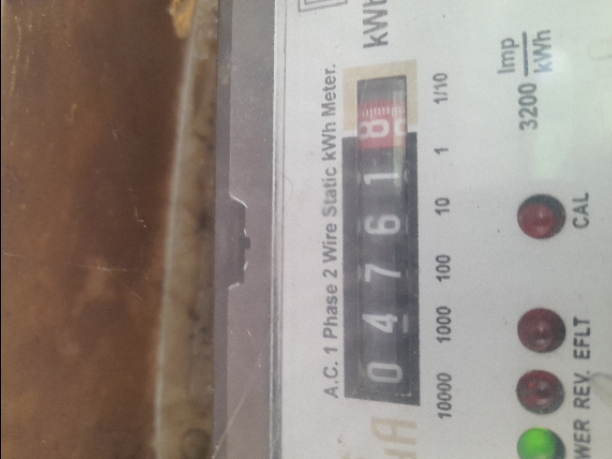 kWh
A.C. 1 Phase 2 Wire Static kWh Meter.
0 4 7 6 1 8
10000 1000 100 10 1 1/10
3200 Imp
kWh
CAL
EFLT
REV.